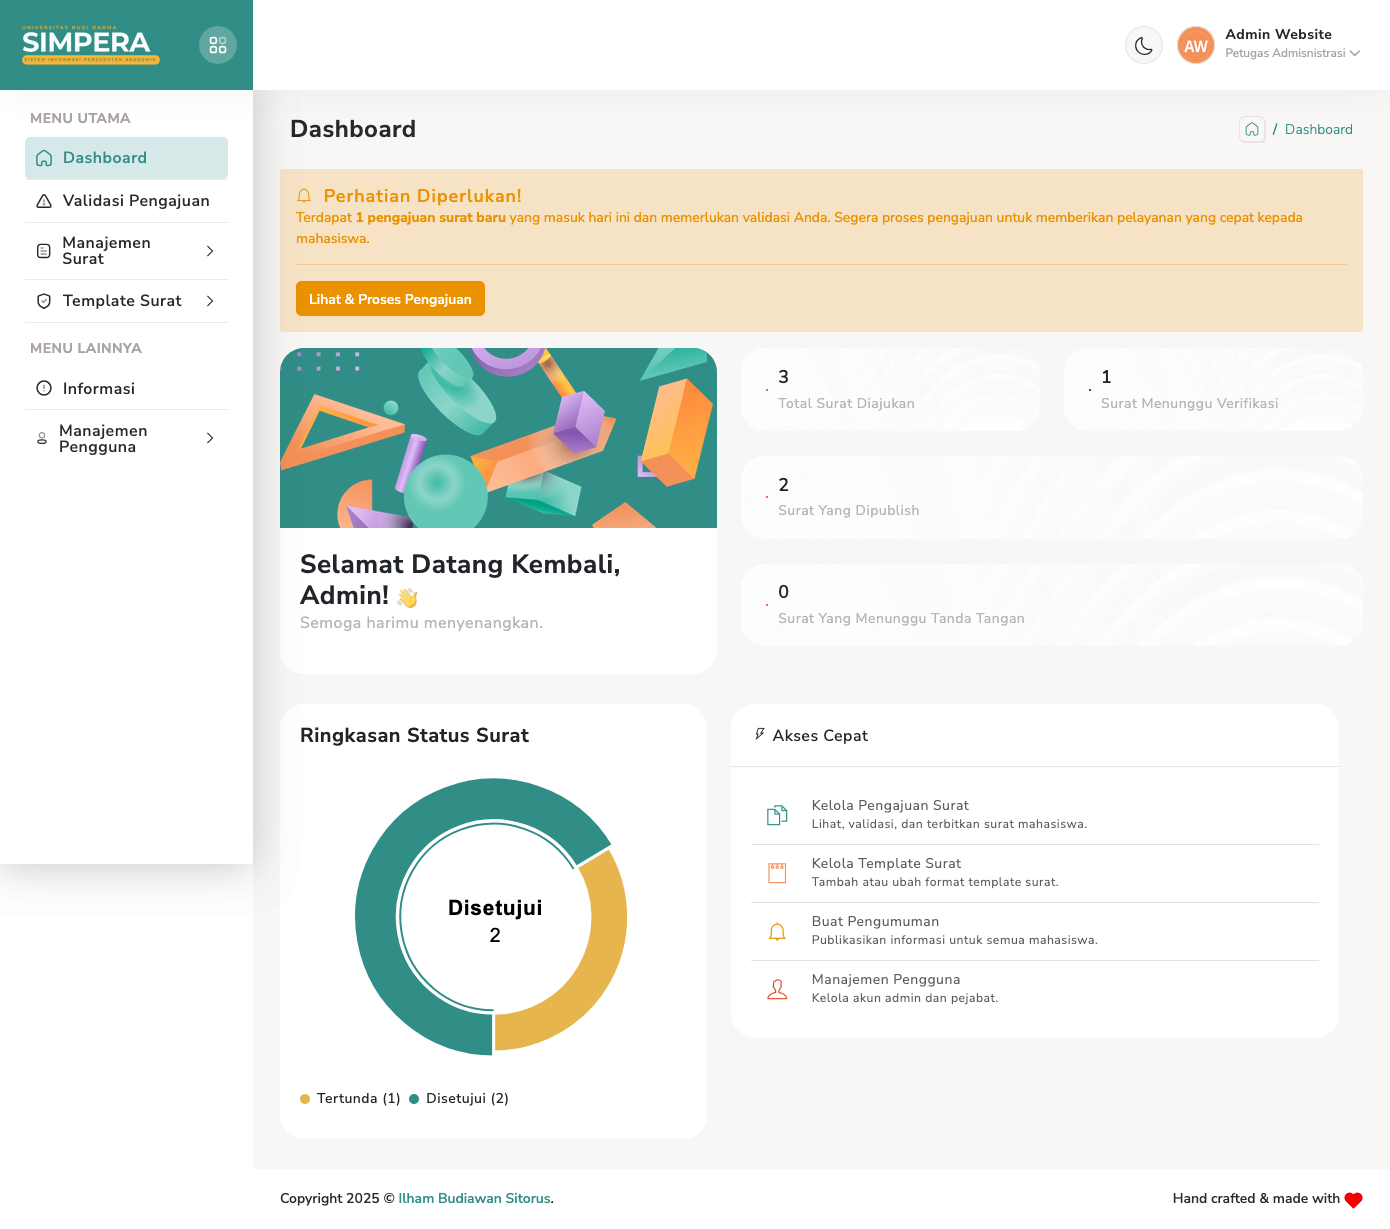 UNIVERSITAS BUDI DARMA
SIMPERA
SISTEM INFORMASI PERSURATAN AKADEMIK
AW
Admin Website
Petugas Admisnistrasi
MENU UTAMA
Dashboard
Validasi Pengajuan
Manajemen
Surat
Template Surat
MENU LAINNYA
Informasi
Manajemen
Pengguna
Dashboard
/ Dashboard
Perhatian Diperlukan!
Terdapat 1 pengajuan surat baru yang masuk hari ini dan memerlukan validasi Anda. Segera proses pengajuan untuk memberikan pelayanan yang cepat kepada
mahasiswa.
Lihat & Proses Pengajuan
Selamat Datang Kembali,
Admin! 👋
Semoga harimu menyenangkan.
3
Total Surat Diajukan
1
Surat Menunggu Verifikasi
2
Surat Yang Dipublish
0
Surat Yang Menunggu Tanda Tangan
Ringkasan Status Surat
Disetujui
2
Tertunda (1) Disetujui (2)
Akses Cepat
Kelola Pengajuan Surat
Lihat, validasi, dan terbitkan surat mahasiswa.
Kelola Template Surat
Tambah atau ubah format template surat.
Buat Pengumuman
Publikasikan informasi untuk semua mahasiswa.
Manajemen Pengguna
Kelola akun admin dan pejabat.
Copyright 2025 © Ilham Budiawan Sitorus.
Hand crafted & made with